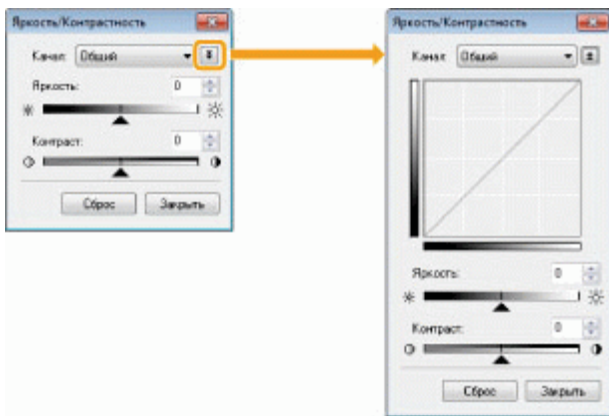 Яркость/Контрастность
Канал: Общий
Яркость: 0
Контраст: 0
Сброс Закрыть
Яркость/Контрастность
Канал: Общий
Яркость: 0
Контраст: 0
Сброс Закрыть